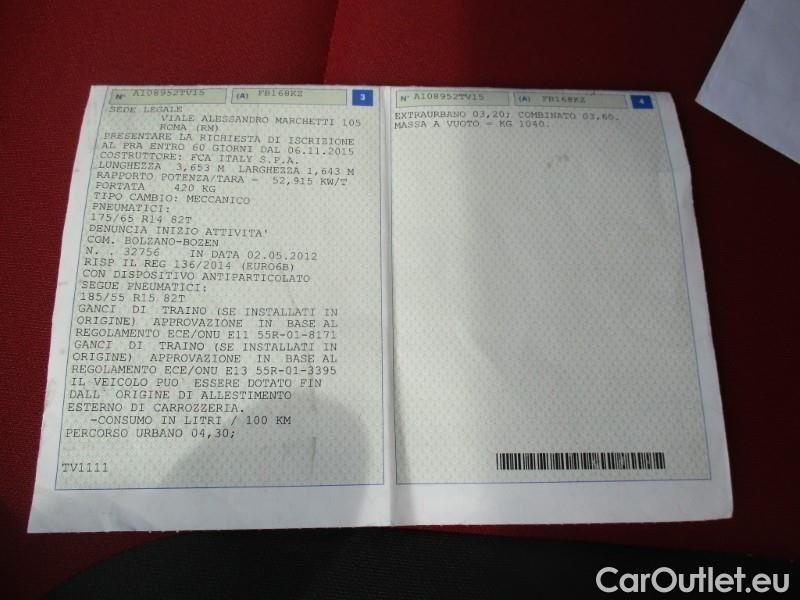 N° A108952TV15 (A) FB168KZ 3
SEDE LEGALE
VIALE ALESSANDRO MARCHETTI 105
ROMA (RM)
PRESENTARE LA RICHIESTA DI ISCRIZIONE
AL PRA ENTRO 60 GIORNI DAL 06.11.2015
COSTRUTTORE: FCA ITALY S.P.A.
LUNGHEZZA 3,653 M LARGHEZZA 1,643 M
RAPPORTO POTENZA/TARA = 52,915 KW/T
PORTATA 420 KG
TIPO CAMBIO: MECCANICO
PNEUMATICI:
175/65 R14 82T
DENUNCIA INIZIO ATTIVITA'
COM. BOLZANO-BOZEN
N. . 32756 IN DATA 02.05.2012
RISP IL REG 136/2014 (EURO6B)
CON DISPOSITIVO ANTIPARTICOLATO
SEGUE PNEUMATICI:
185/55 R15 82T
GANCI DI TRAINO (SE INSTALLATI IN
ORIGINE) APPROVAZIONE IN BASE AL
REGOLAMENTO ECE/ONU E11 55R-01-8171
GANCI DI TRAINO (SE INSTALLATI IN
ORIGINE) APPROVAZIONE IN BASE AL
REGOLAMENTO ECE/ONU E13 55R-01-3395
IL VEICOLO PUO' ESSERE DOTATO FIN
DALL' ORIGINE DI ALLESTIMENTO
ESTERNO DI CARROZZERIA.
-CONSUMO IN LITRI / 100 KM
PERCORSO URBANO 04,30;
TV1111
N° A108952TV15 (A) FB168KZ 4
EXTRAURBANO 03,20; COMBINATO 03,60.
MASSA A VUOTO = KG 1040.
CarOutlet.eu